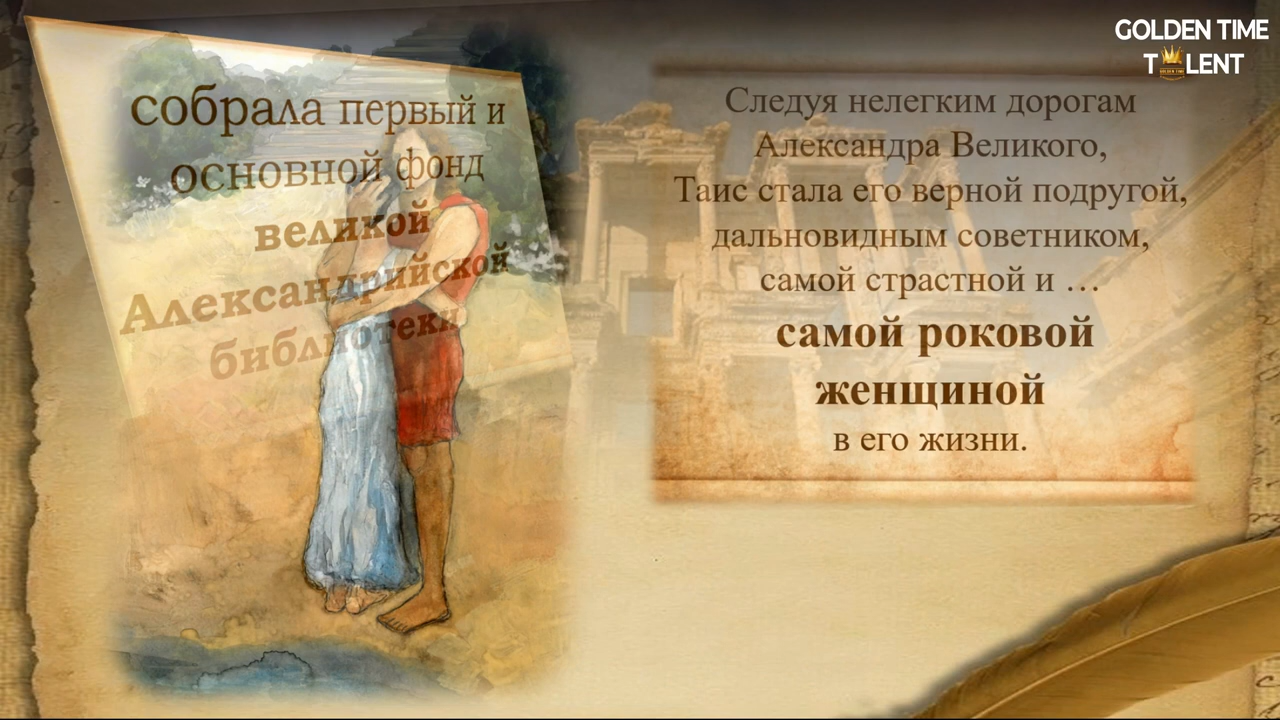 GOLDEN TIME
TALENT
собрала первый и
основной фонд
великой
Александрийской
библиотеки
Следуя нелегким дорогам
Александра Великого,
Таис стала его верной подругой,
дальновидным советником,
самой страстной и …
самой роковой
женщиной
в его жизни.